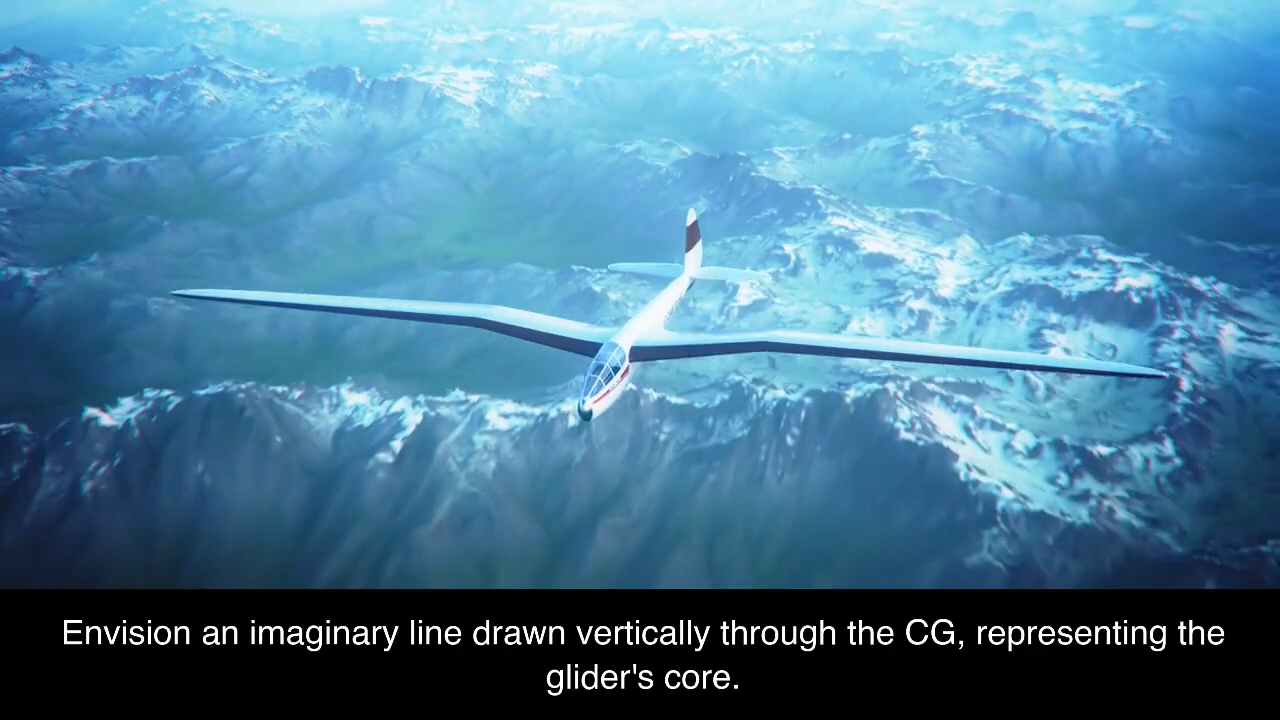 Envision an imaginary line drawn vertically through the CG, representing the
glider's core.